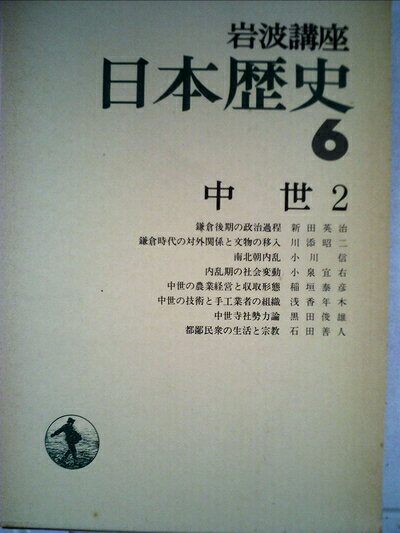 岩波講座
日本歴史
6
中世2
鎌倉後期の政治過程 新田英治
鎌倉時代の対外関係と文物の移入 川添昭二
南北朝内乱 小川信
内乱期の社会変動 小泉宜右
中世の農業経営と収取形態 稲垣泰彦
中世の技術と手工業者の組織 浅香年木
中世寺社勢力論 黒田俊雄
都鄙民衆の生活と宗教 石田善人